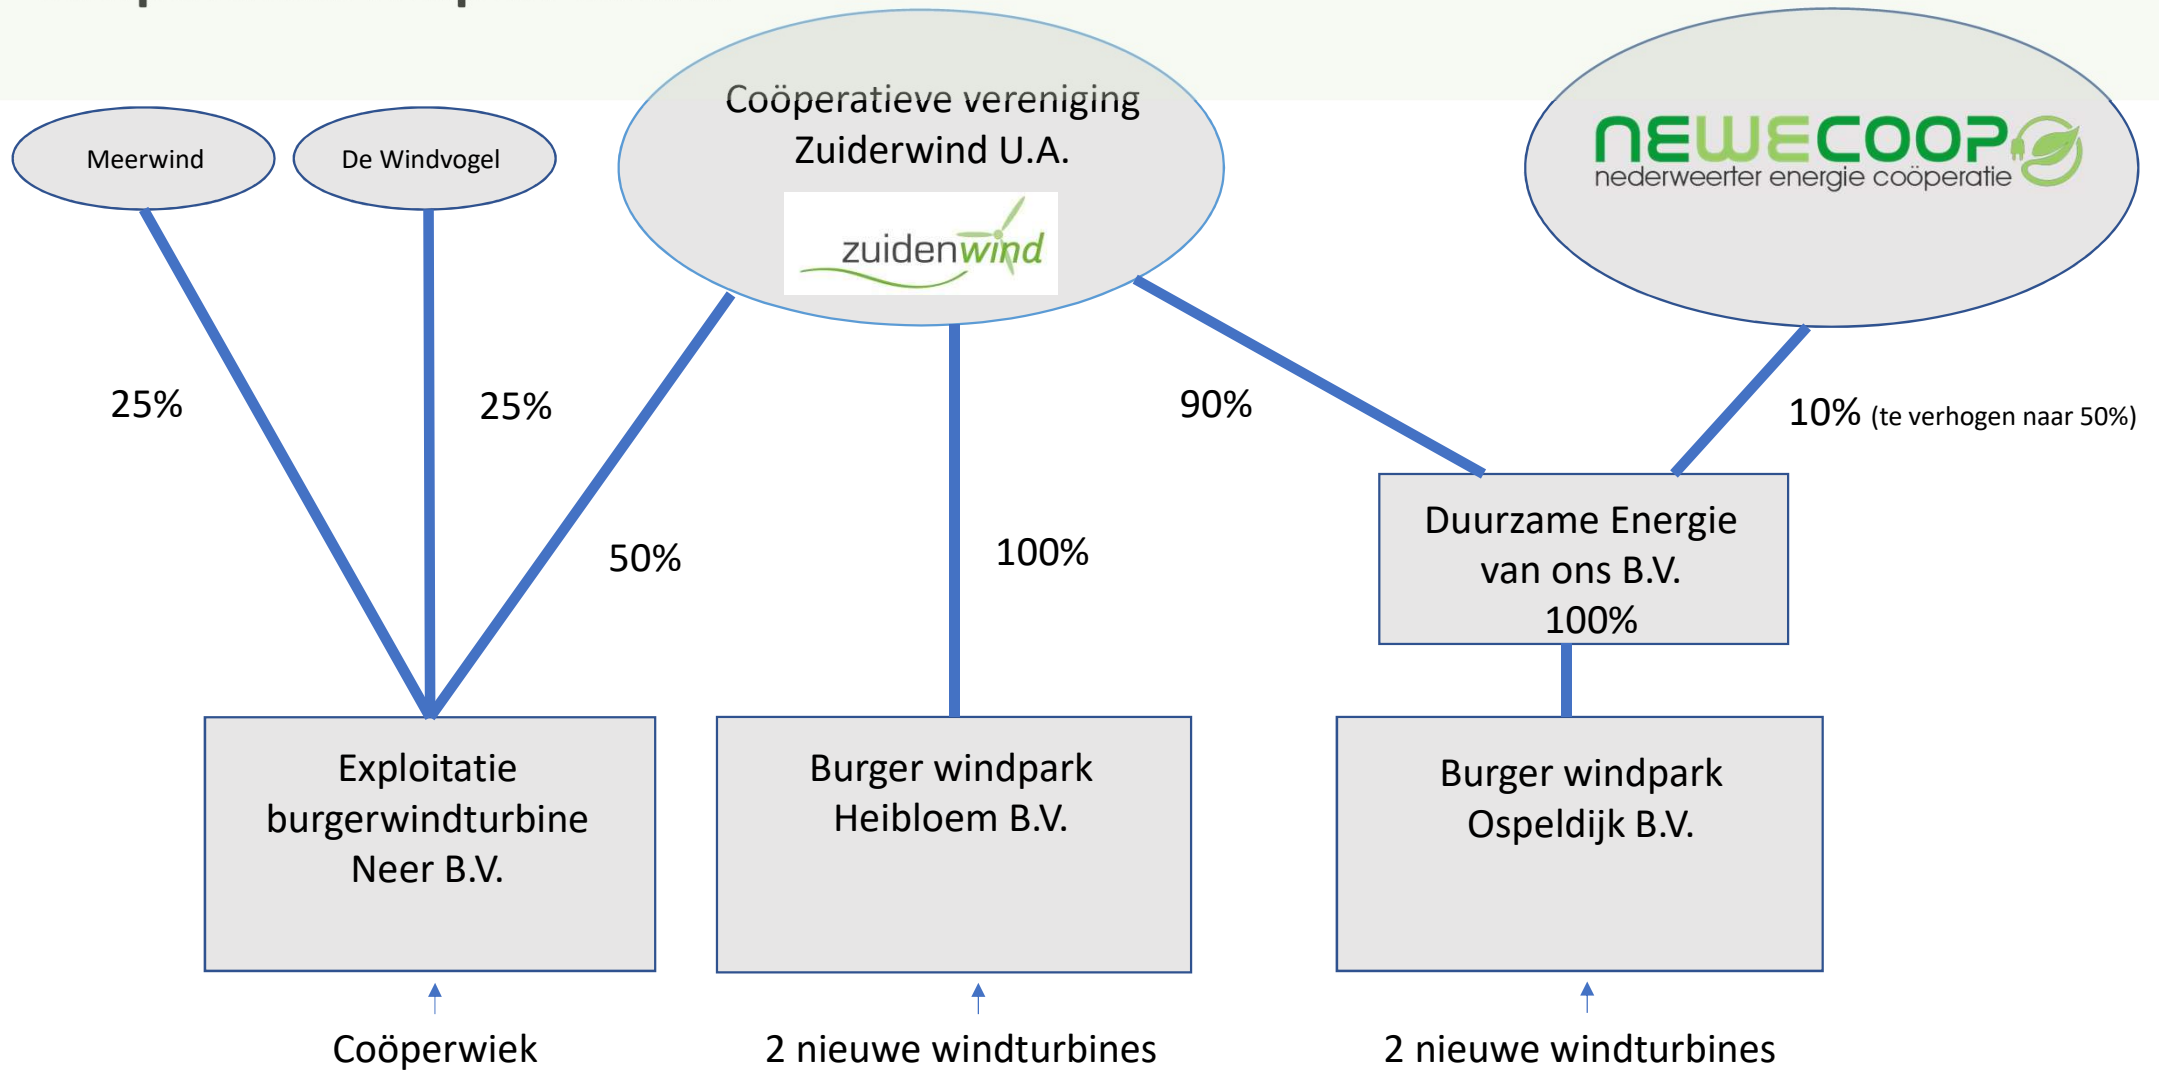 Meerwind
De Windvogel
Coöperatieve vereniging
Zuiderwind U.A.
zuidenwind
newecoop
nederweerter energie coöperatie
25%
25%
90%
10% (te verhogen naar 50%)
50%
100%
Duurzame Energie
van ons B.V.
100%
Exploitatie
burgerwindturbine
Neer B.V.
Burger windpark
Heibloem B.V.
Burger windpark
Ospeldijk B.V.
Coöperwiek
2 nieuwe windturbines
2 nieuwe windturbines